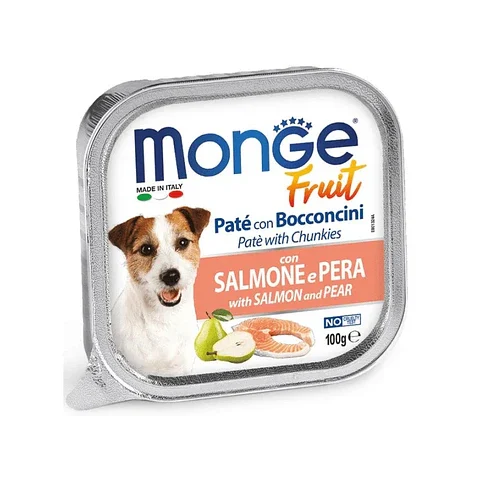 MONGE
Fruit
MADE IN ITALY
Paté con Bocconcini
Patè with Chunkies
con
SALMONE e PERA
with SALMON and PEAR
NO
100g e